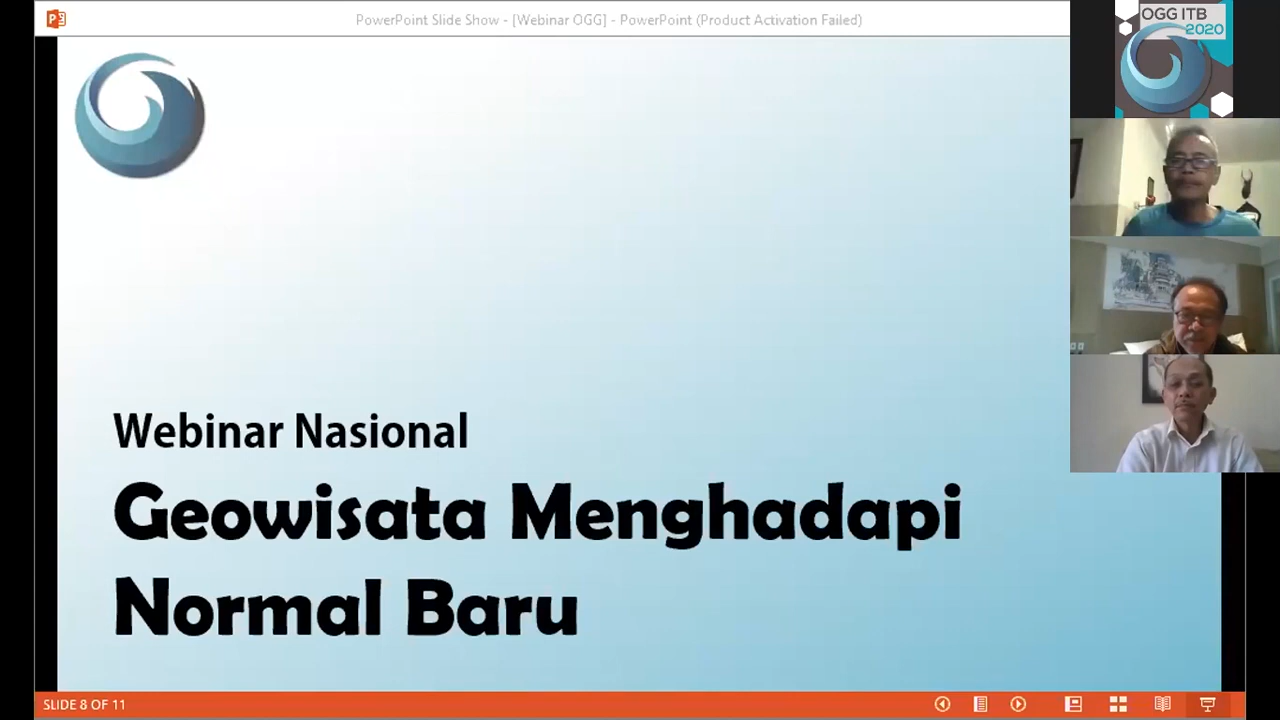 PowerPoint Slide Show - [Webinar OGG] - PowerPoint (Product Activation Failed)
OGG ITB
2020
Webinar Nasional
Geowisata Menghadapi
Normal Baru
SLIDE 8 OF 11